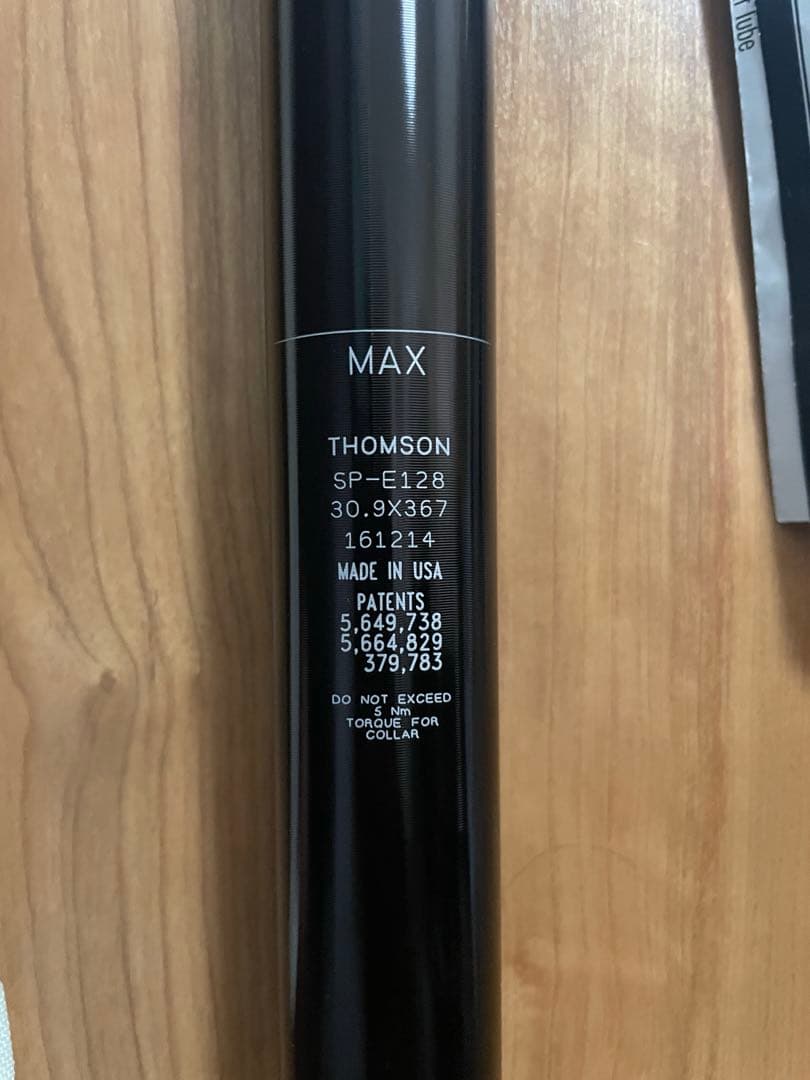 r Tube
MAX
THOMSON
SP-E128
30.9X367
161214
MADE IN USA
PATENTS
5,649,738
5,664,829
379,783
DO NOT EXCEED
5 Nm
TORQUE FOR
COLLAR